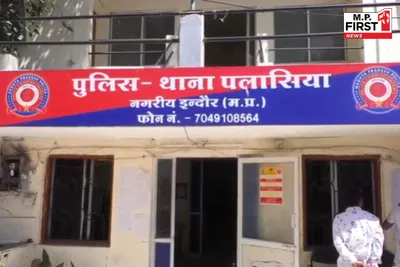 M.P.
FIRST
NEWS
पुलिस - थाना पलासिया
नगरीय इन्दौर (म.प्र.)
फोन नं. - 7049108564